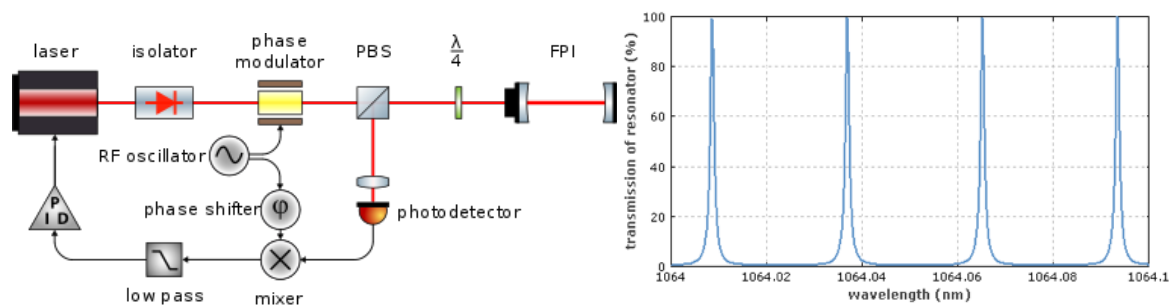 laser
isolator
phase
modulator
PBS
λ
4
FPI
RF oscillator
phase shifter
φ
photodetector
P
I D
low pass
mixer
transmission of resonator (%)
100
80
60
40
20
0
1064
1064.02
1064.04
1064.06
1064.08
1064.1
wavelength (nm)